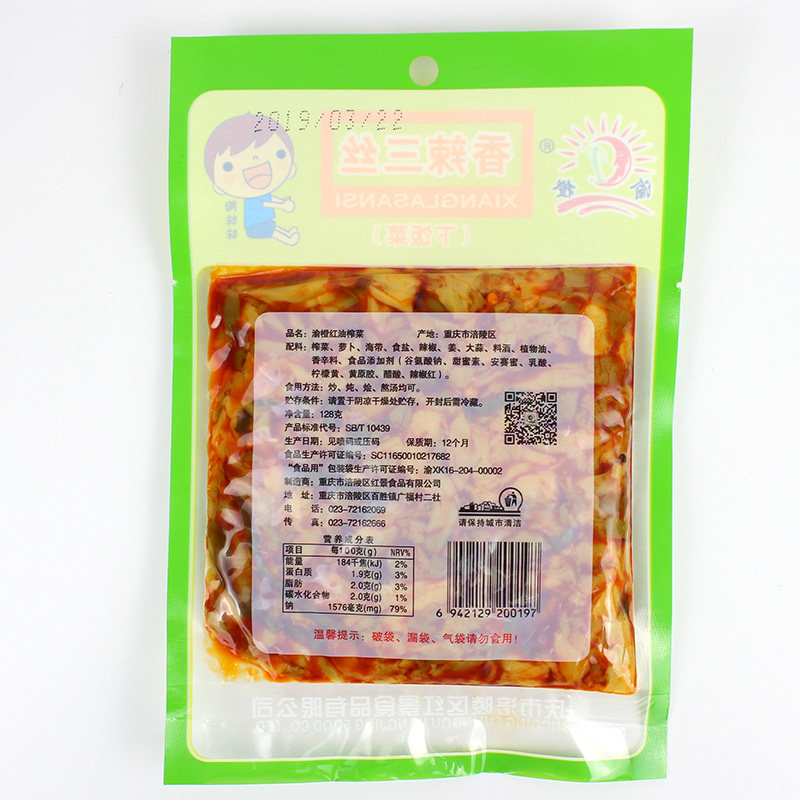 2019/03/22
香辣三丝
XIANGLASANSI
{下饭菜}
渝橙
®
品名：渝橙红油榨菜 产地：重庆市涪陵区
配料：榨菜、萝卜、海带、食盐、辣椒、姜、大蒜、料酒、植物油、
香辛料、食品添加剂（谷氨酸钠、甜蜜素、安赛蜜、乳酸、
柠檬黄、黄原胶、醋酸、辣椒红）。
食用方法：炒、炖、烩、熬汤均可。
贮存条件：请置于阴凉干燥处贮存，开封后需冷藏。
净含量：128克
产品标准代号：SB/T 10439
生产日期：见喷码或压码 保质期：12个月
食品生产许可证编号：SC11650010217682
“食品用”包装袋生产许可证编号：渝XK16-204-00002
制造商：重庆市涪陵区红景食品有限公司
地 址：重庆市涪陵区百胜镇广福村二社
电 话：023-72162069
传 真：023-72162666
请保持城市清洁
营养成分表
项目 每100克(g) NRV%
能量 184千焦(kJ) 2%
蛋白质 1.9克(g) 3%
脂肪 2.0克(g) 3%
碳水化合物 2.0克(g) 1%
钠 1576毫克(mg) 79%
6 942129 200197
温馨提示：破袋、漏袋、气袋请勿食用！
重庆市涪陵区红景食品有限公司